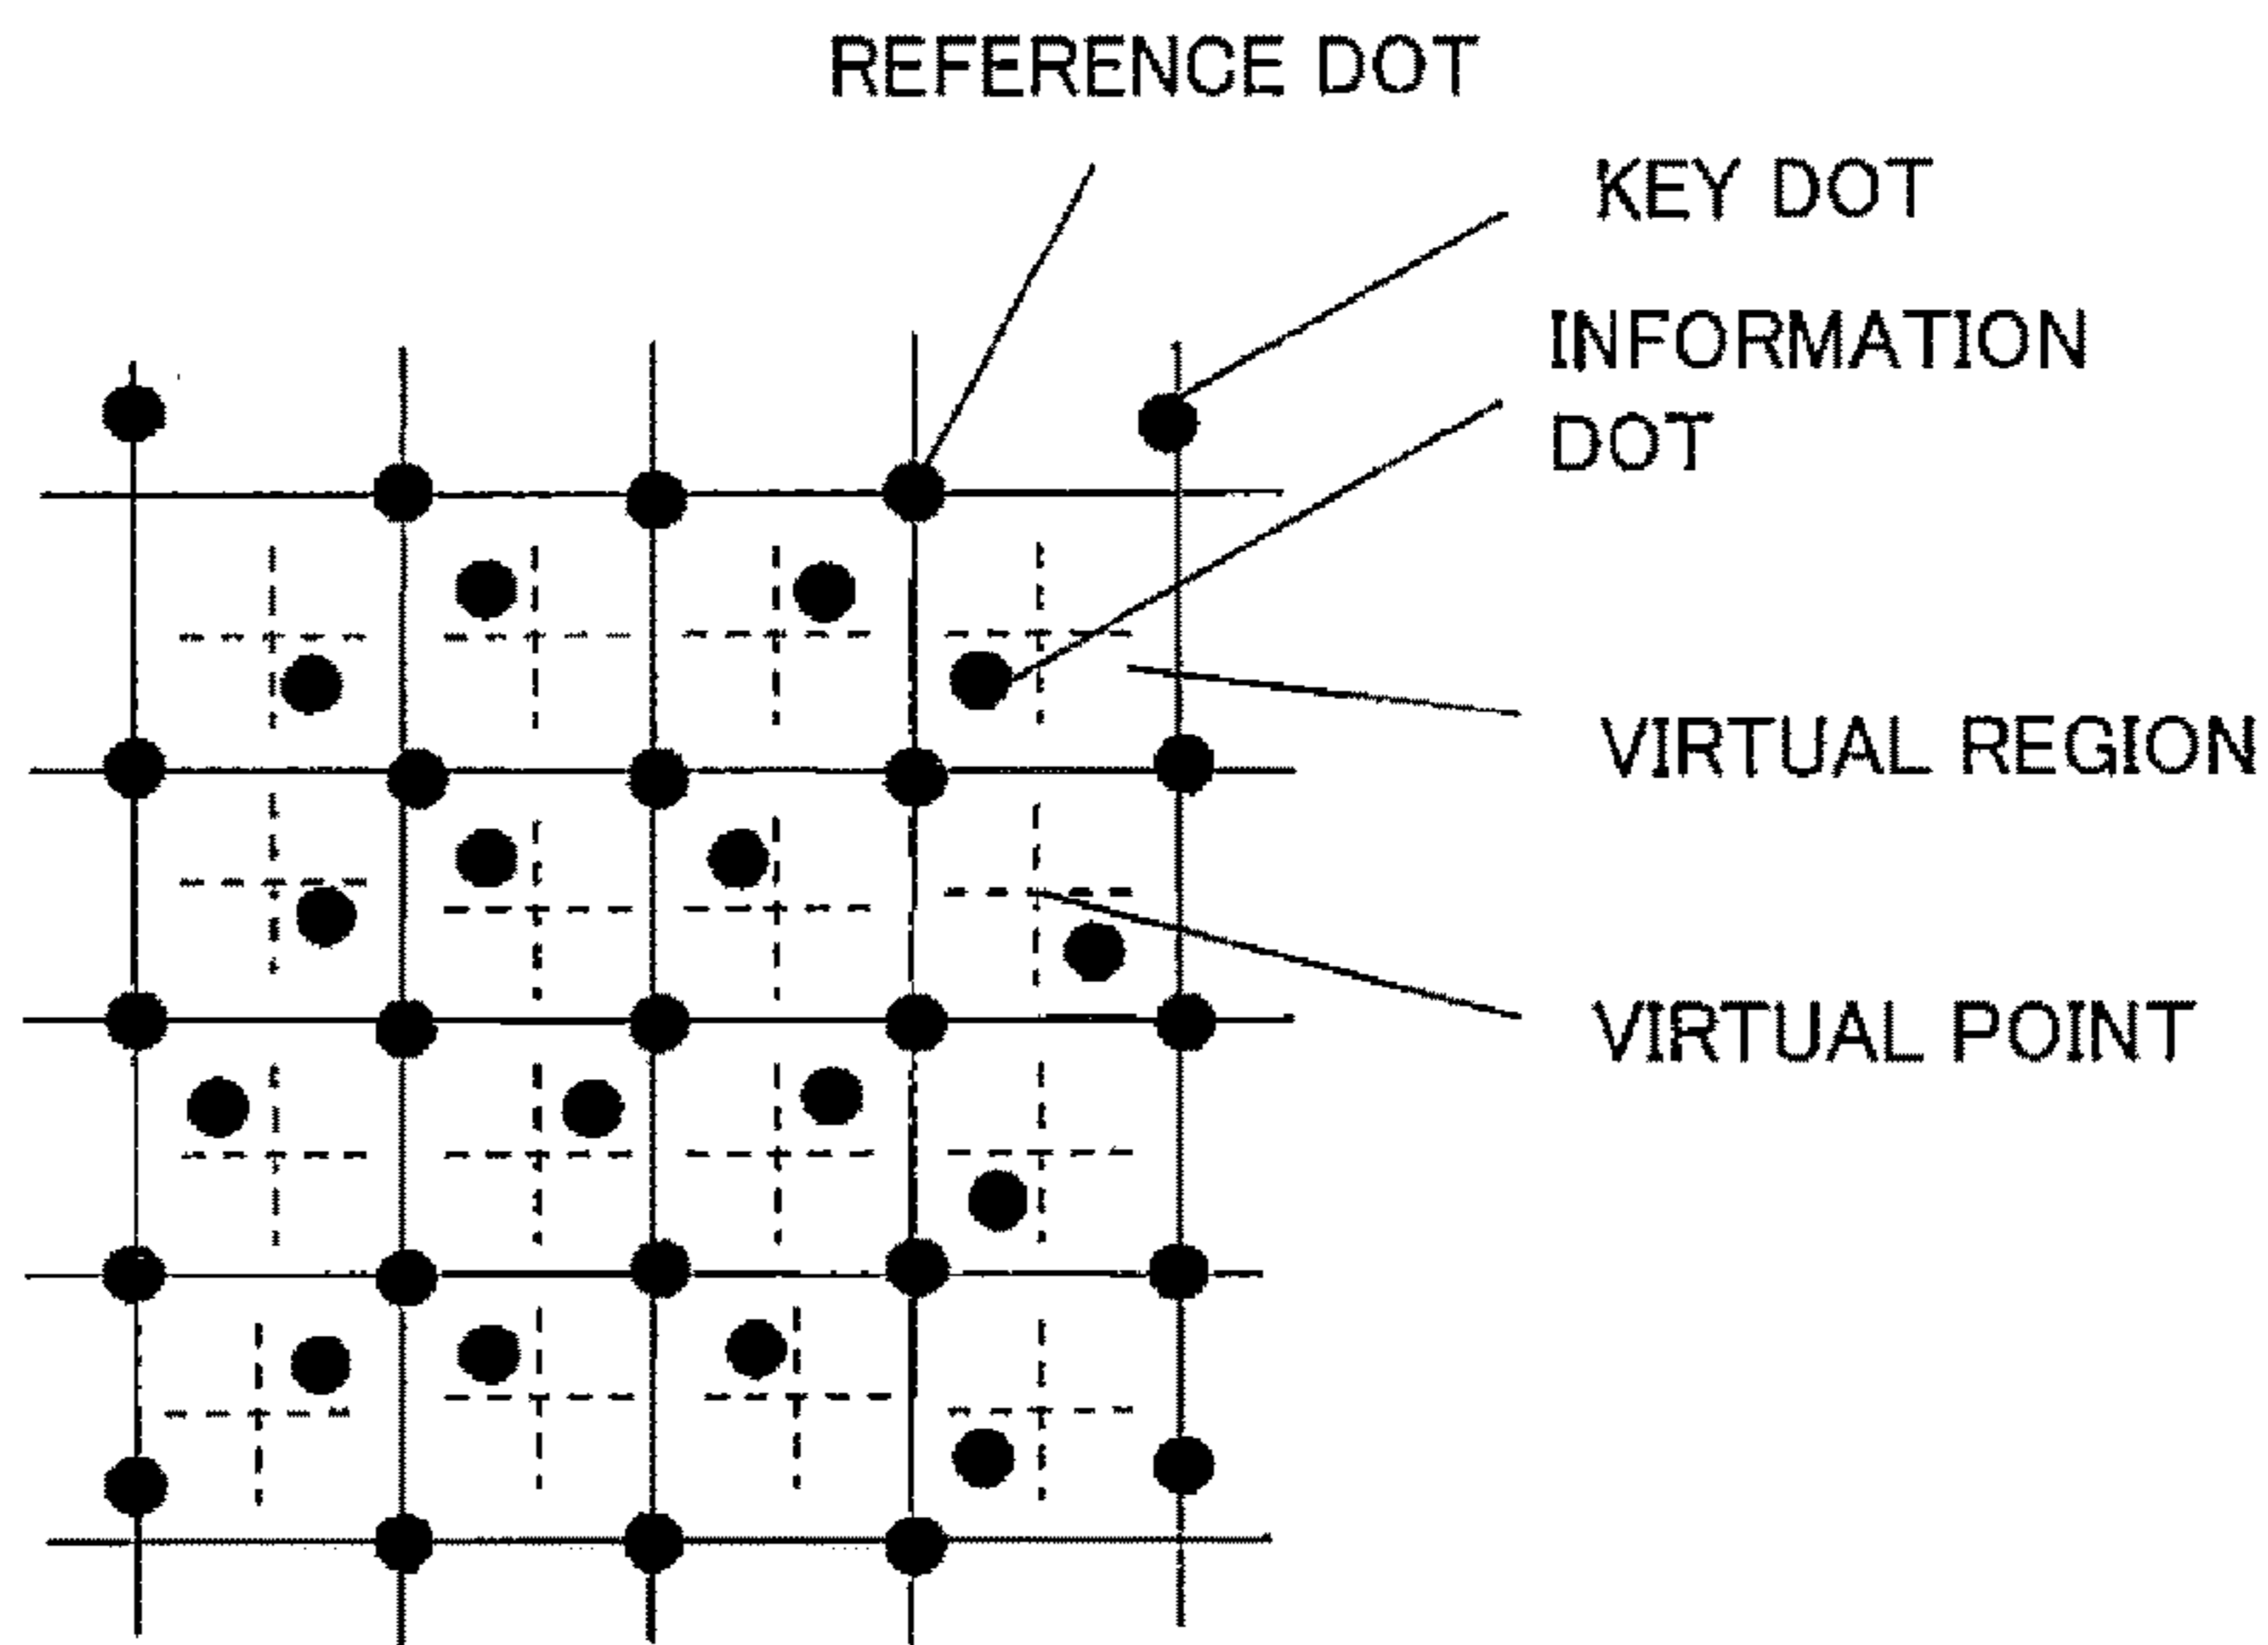 REFERENCE DOT
KEY DOT
INFORMATION
DOT
VIRTUAL REGION
VIRTUAL POINT